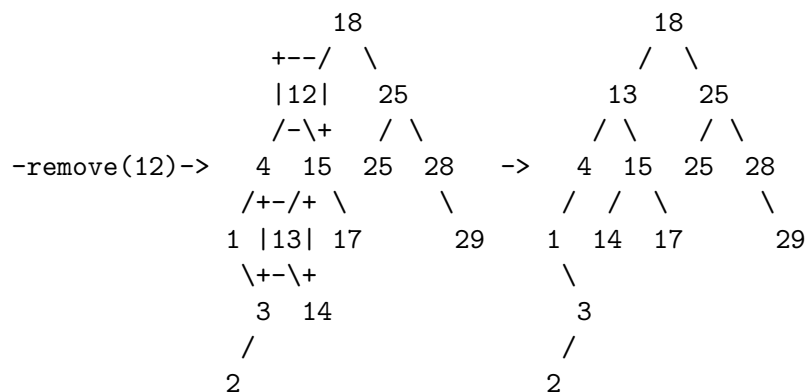 18                  18
                  +--/  \                /  \
                  |12|   25            13    25
                  /-\+   / \          / \    / \
-remove(12)->    4  15  25  28   ->  4  15  25  28
                /+-/+ \      \      /  / \       \
               1 |13| 17      29   1  14  17      29
                \+-\+               \
                 3  14               3
                /                   /
               2                   2